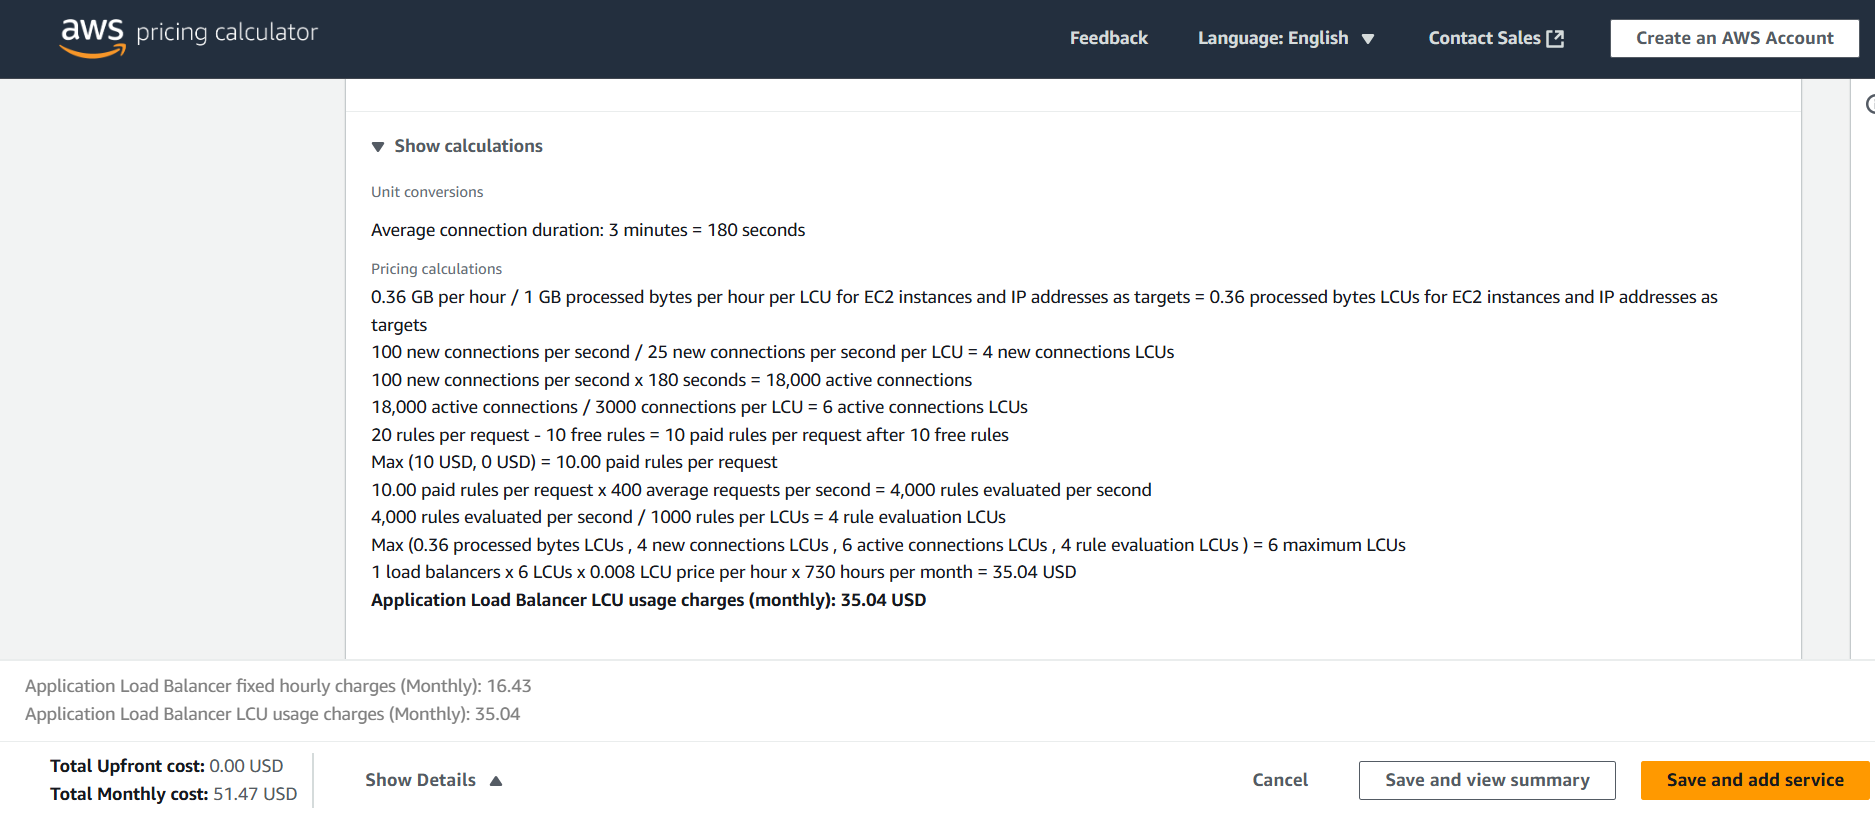 aws pricing calculator
Feedback
Language: English
Contact Sales
Create an AWS Account
Show calculations
Unit conversions
Average connection duration: 3 minutes = 180 seconds
Pricing calculations
0.36 GB per hour / 1 GB processed bytes per hour per LCU for EC2 instances and IP addresses as targets = 0.36 processed bytes LCUs for EC2 instances and IP addresses as
targets
100 new connections per second / 25 new connections per second per LCU = 4 new connections LCUs
100 new connections per second x 180 seconds = 18,000 active connections
18,000 active connections / 3000 connections per LCU = 6 active connections LCUs
20 rules per request - 10 free rules = 10 paid rules per request after 10 free rules
Max (10 USD, 0 USD) = 10.00 paid rules per request
10.00 paid rules per request x 400 average requests per second = 4,000 rules evaluated per second
4,000 rules evaluated per second / 1000 rules per LCUs = 4 rule evaluation LCUs
Max (0.36 processed bytes LCUs , 4 new connections LCUs , 6 active connections LCUs , 4 rule evaluation LCUs ) = 6 maximum LCUs
1 load balancers x 6 LCUs x 0.008 LCU price per hour x 730 hours per month = 35.04 USD
Application Load Balancer LCU usage charges (monthly): 35.04 USD
Application Load Balancer fixed hourly charges (Monthly): 16.43
Application Load Balancer LCU usage charges (Monthly): 35.04
Total Upfront cost: 0.00 USD
Total Monthly cost: 51.47 USD
Show Details
Cancel
Save and view summary
Save and add service